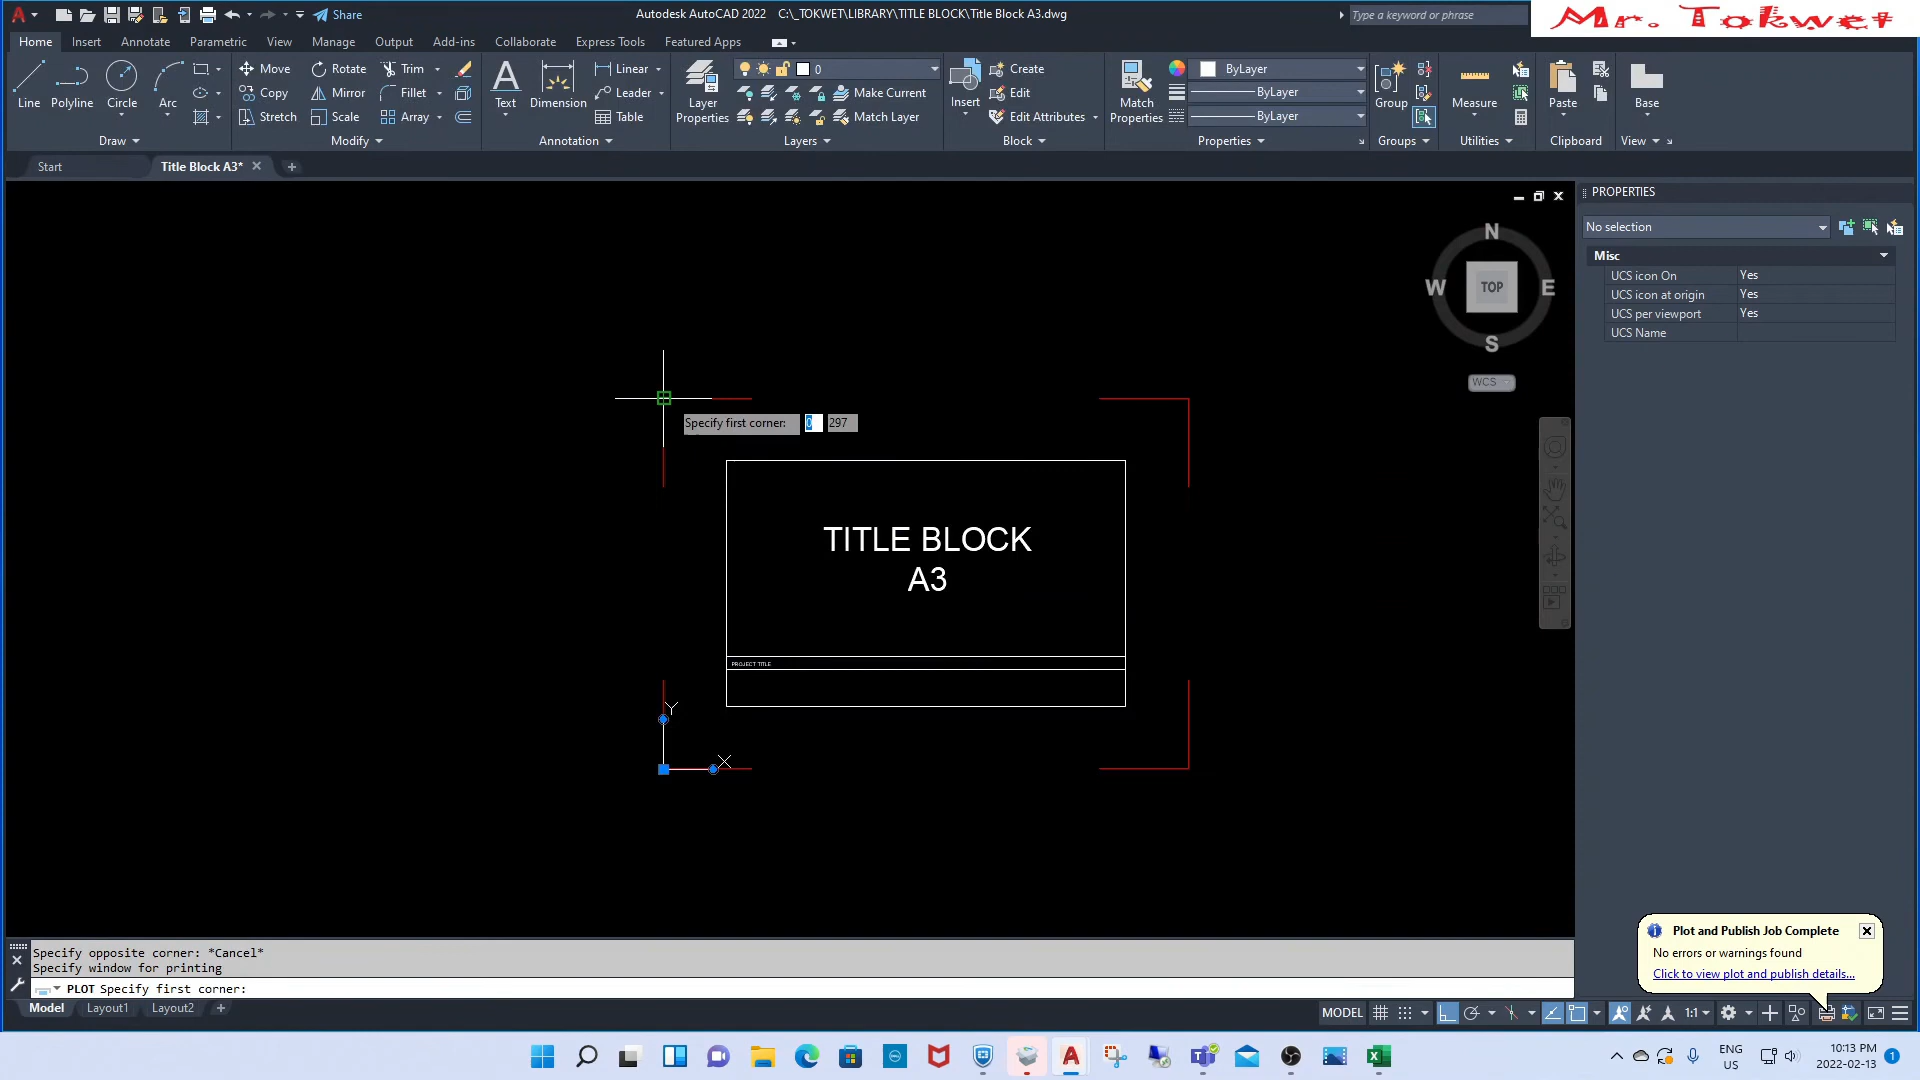 Share
Autodesk AutoCAD 2022 C:\_TOKWET\LIBRARY\TITLE BLOCK\Title Block A3.dwg
Type a keyword or phrase
Mr. Tokwet
Home Insert Annotate Parametric View Manage Output Add-ins Collaborate Express Tools Featured Apps
Line Polyline Circle Arc
Move Rotate Trim
Copy Mirror Fillet
Stretch Scale Array
Text Dimension
Linear
Leader
Table
Layer
Properties
0
Make Current
Match Layer
Insert
Create
Edit
Edit Attributes
Match
Properties
ByLayer
ByLayer
ByLayer
Group
Measure
Paste
Base
Draw Modify Annotation Layers Block Properties Groups Utilities Clipboard View
Start Title Block A3*
N
W TOP E
S
WCS
PROPERTIES
No selection
Misc
UCS icon On Yes
UCS icon at origin Yes
UCS per viewport Yes
UCS Name
Specify first corner: 0 297
TITLE BLOCK
A3
PROJECT TITLE
Y
X
Specify opposite corner: *Cancel*
Specify window for printing
PLOT Specify first corner:
Plot and Publish Job Complete
No errors or warnings found
Click to view plot and publish details...
Model Layout1 Layout2
MODEL 1:1
ENG
US
10:13 PM
2022-02-13
1